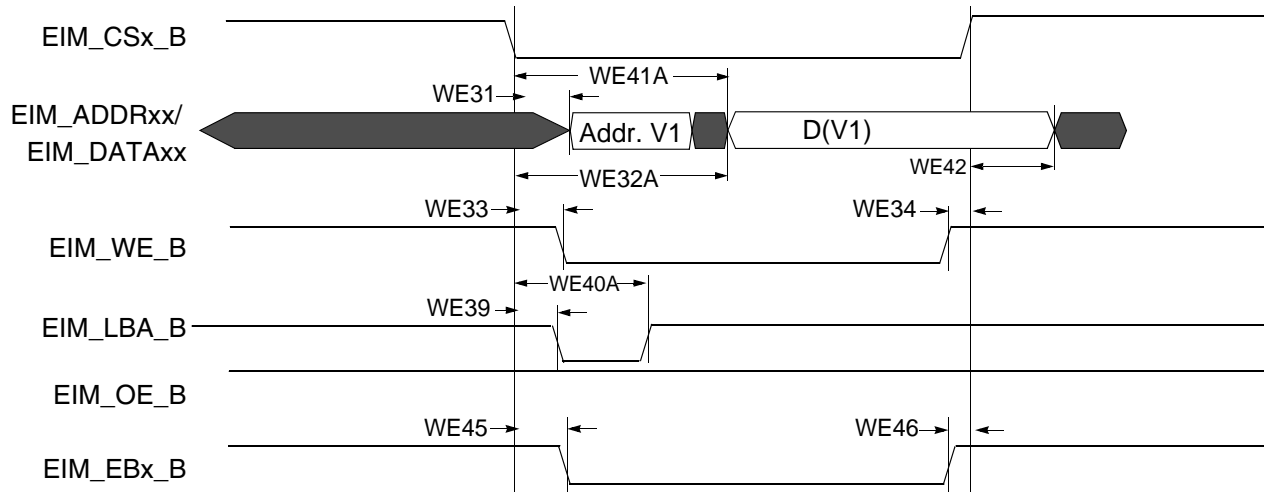 EIM_CSx_B
WE41A
WE31
EIM_ADDRxx/
EIM_DATAxx
Addr. V1
D(V1)
WE42
WE32A
WE33
WE34
EIM_WE_B
WE40A
WE39
EIM_LBA_B
EIM_OE_B
WE45
WE46
EIM_EBx_B